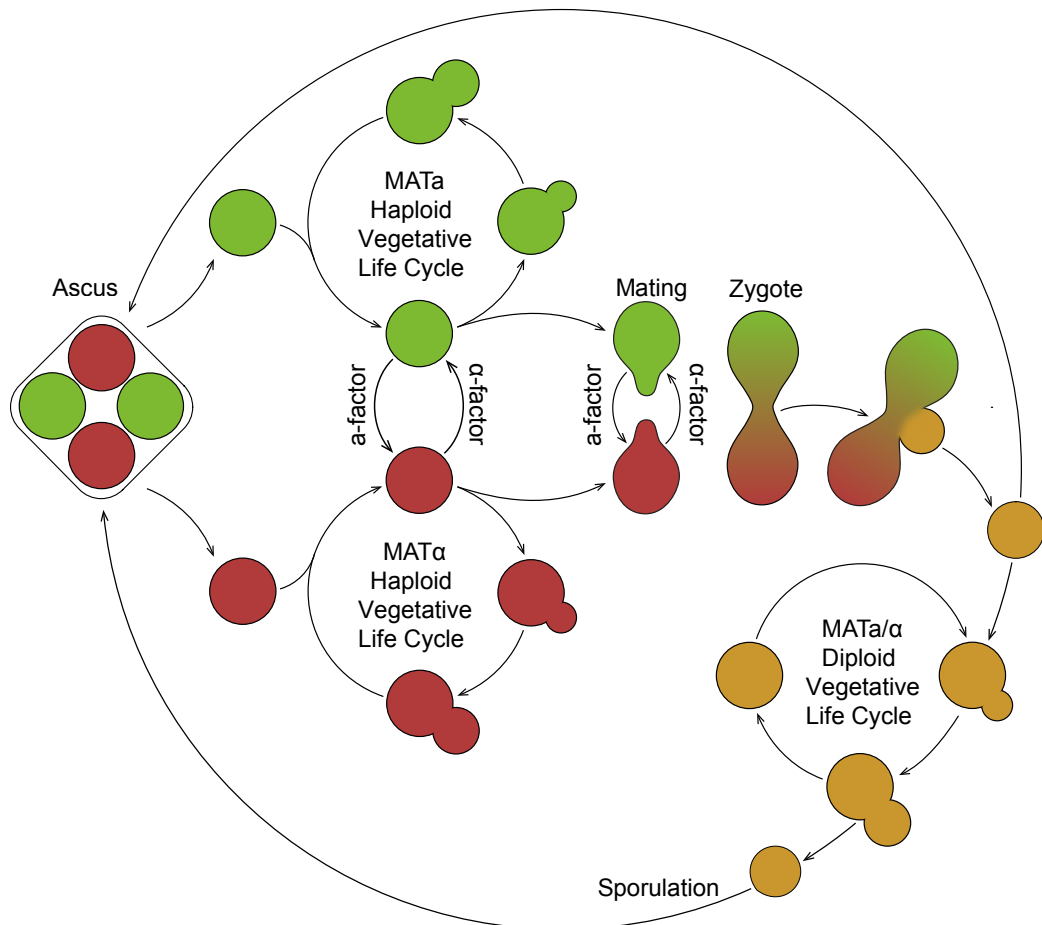 MATa
Haploid
Vegetative
Life Cycle
Ascus
Mating
Zygote
a-factor
α-factor
a-factor
α-factor
MATα
Haploid
Vegetative
Life Cycle
MATa/α
Diploid
Vegetative
Life Cycle
Sporulation